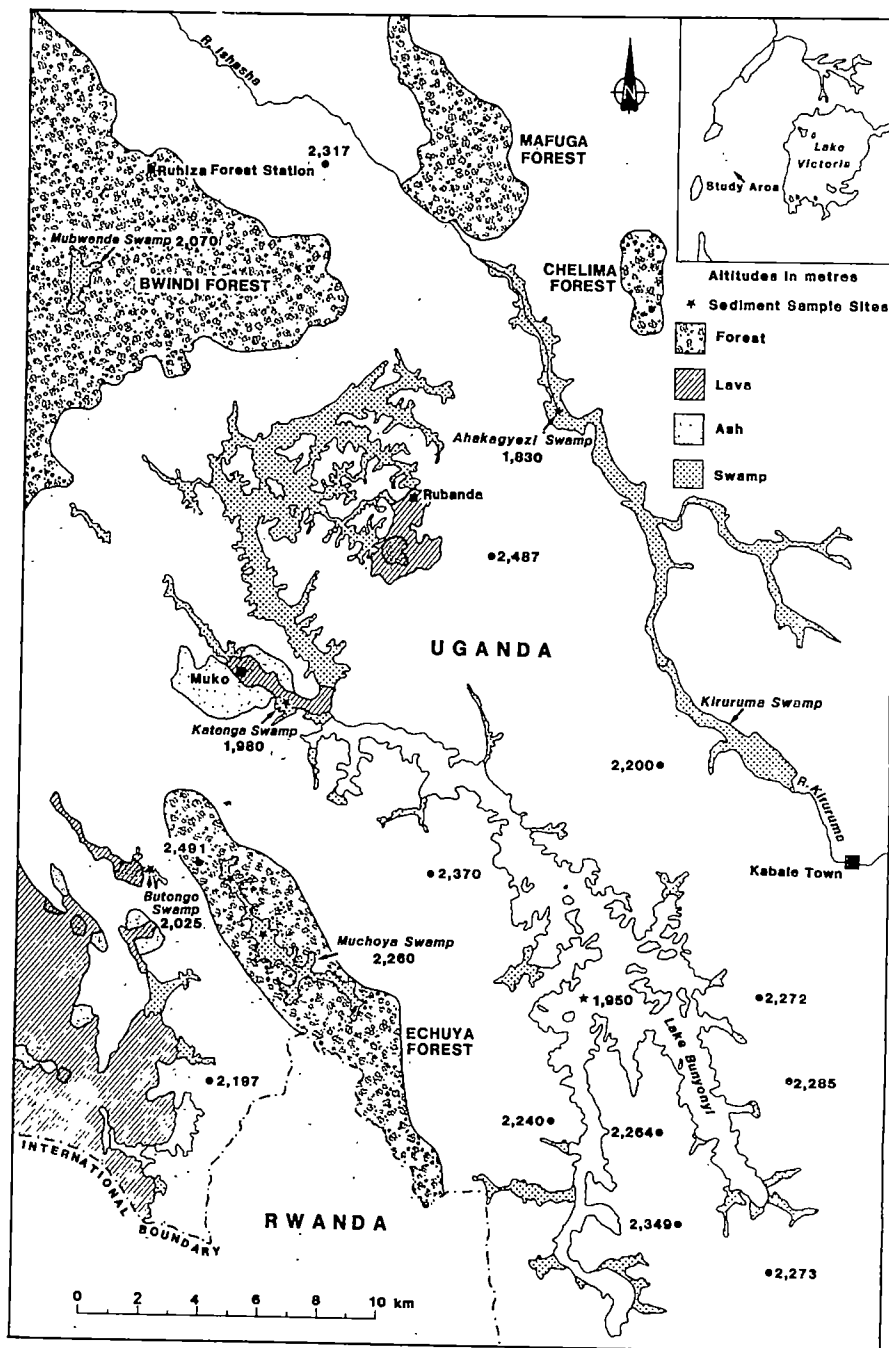 R. Ishasha
MAFUGA
FOREST
N
Lake
Victoria
Study Area
2,317
Ruhiza Forest Station
Mubwende Swamp 2,070
BWINDI FOREST
CHELIMA
FOREST
Altitudes in metres
Sediment Sample Sites
Forest
Lava
Ash
Swamp
Ahakagyezi Swamp
1,830
Rubanda
2,487
UGANDA
Muko
Katenga Swamp
1,980
Kiruruma Swamp
2,200
R. Kiruruma
Kabale Town
2,491
2,370
Butongo
Swamp
2,025
Muchoya Swamp
2,260
1,950
2,272
Lake Bunyonyi
ECHUYA
FOREST
2,197
2,285
2,240
2,264
INTERNATIONAL
BOUNDARY
RWANDA
2,349
2,273
0 2 4 6 8 10 km